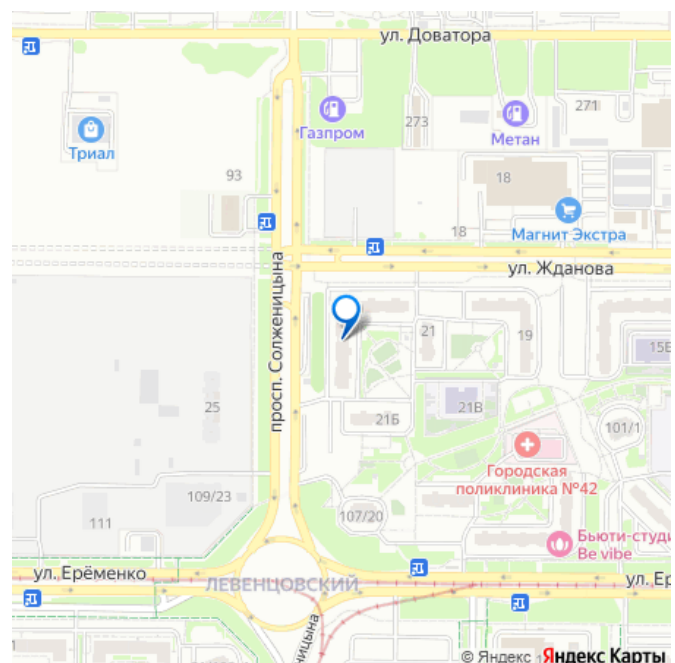 ул. Доватора
Газпром
273
Метан
271
Триал
93
18
Магнит Экстра
18
ул. Жданова
просп. Солженицына
21
19
15Е
25
21Б
21В
101/1
Городская
поликлиника №42
109/23
107/20
111
Бьюти-студи
Be vibe
ул. Ерёменко
ЛЕВЕНЦОВСКИЙ
ул. Ер
ицына
© Яндекс
Яндекс Карты